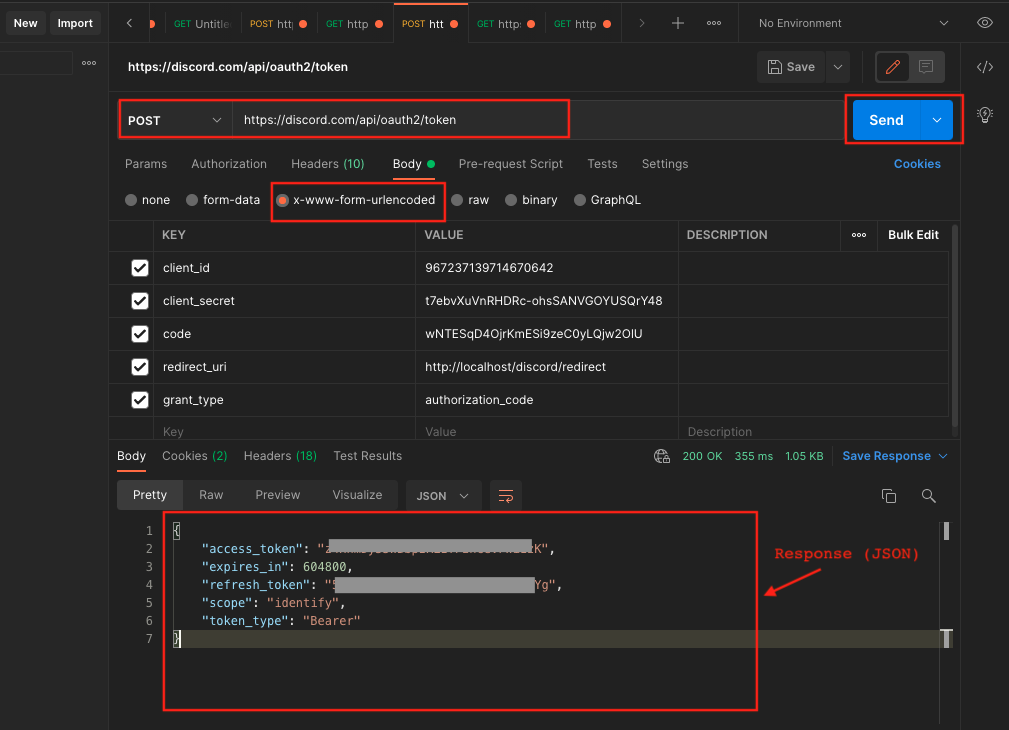 New Import GET Untitle POST http GET http POST htt GET https GET http No Environment
https://discord.com/api/oauth2/token Save
POST https://discord.com/api/oauth2/token Send
Params Authorization Headers (10) Body Pre-request Script Tests Settings Cookies
none form-data x-www-form-urlencoded raw binary GraphQL
KEY VALUE DESCRIPTION Bulk Edit
client_id 967237139714670642
client_secret t7ebvXuVnRHDRc-ohsSANVGOYUSQrY48
code wNTESqD4OjrKmESi9zeC0yLQjw2OIU
redirect_uri http://localhost/discord/redirect
grant_type authorization_code
Key Value Description
Body Cookies (2) Headers (18) Test Results 200 OK 355 ms 1.05 KB Save Response
Pretty Raw Preview Visualize JSON
1 {
2 "access_token": "z K",
3 "expires_in": 604800,
4 "refresh_token": " Yg",
5 "scope": "identify",
6 "token_type": "Bearer"
7 }
Response (JSON)